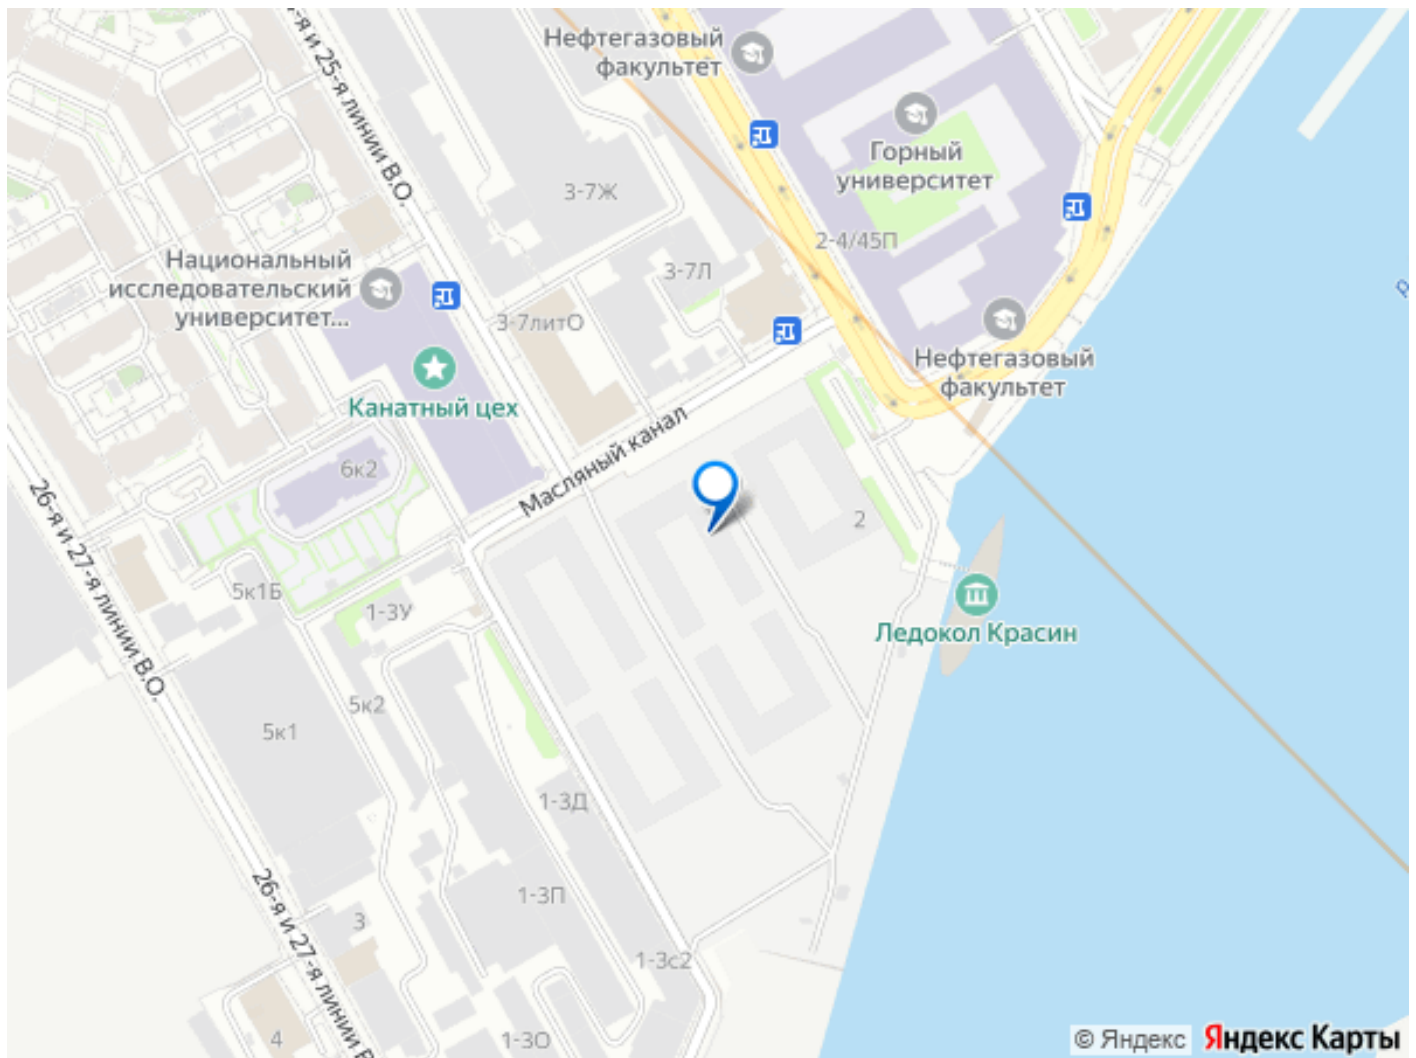 Нефтегазовый
факультет
-я и 25-я линии В.О.
Горный
университет
3-7Ж
2-4/45П
Национальный
исследовательский
университет...
3-7Л
3-7литО
Нефтегазовый
факультет
Канатный цех
Масляный канал
6к2
26-я и 27-я линии В.О.
2
5к1Б
1-3У
Ледокол Красин
5к2
5к1
1-3Д
26-я и 27-я линии В
1-3П
3
1-3с2
4
1-3О
© Яндекс
Яндекс Карты